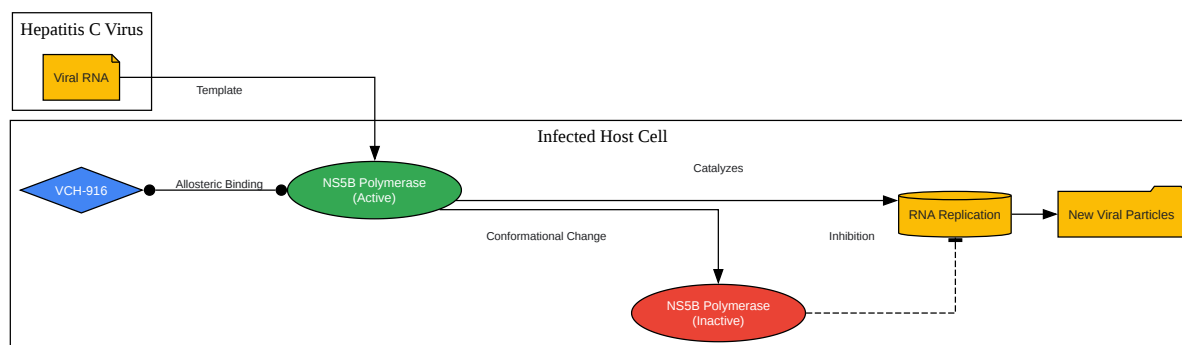 Hepatitis C Virus
Viral RNA
Template
Infected Host Cell
VCH-916
Allosteric Binding
NS5B Polymerase
(Active)
Catalyzes
RNA Replication
New Viral Particles
Conformational Change
Inhibition
NS5B Polymerase
(Inactive)